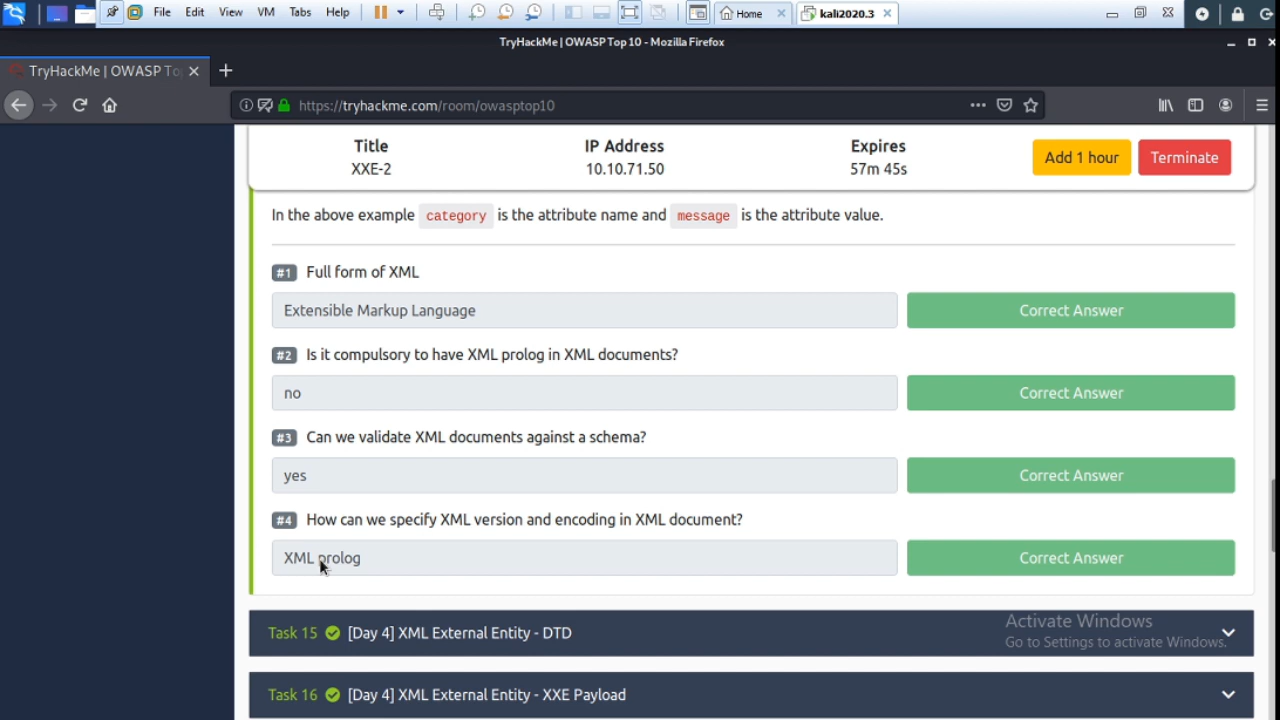 File Edit View VM Tabs Help Home kali2020.3
TryHackMe | OWASP Top 10 - Mozilla Firefox
TryHackMe | OWASP To
https://tryhackme.com/room/owasptop10
Title IP Address Expires
XXE-2 10.10.71.50 57m 45s
Add 1 hour Terminate
In the above example category is the attribute name and message is the attribute value.
#1 Full form of XML
Extensible Markup Language Correct Answer
#2 Is it compulsory to have XML prolog in XML documents?
no Correct Answer
#3 Can we validate XML documents against a schema?
yes Correct Answer
#4 How can we specify XML version and encoding in XML document?
XML prolog Correct Answer
Task 15 [Day 4] XML External Entity - DTD
Activate Windows
Go to Settings to activate Windows.
Task 16 [Day 4] XML External Entity - XXE Payload